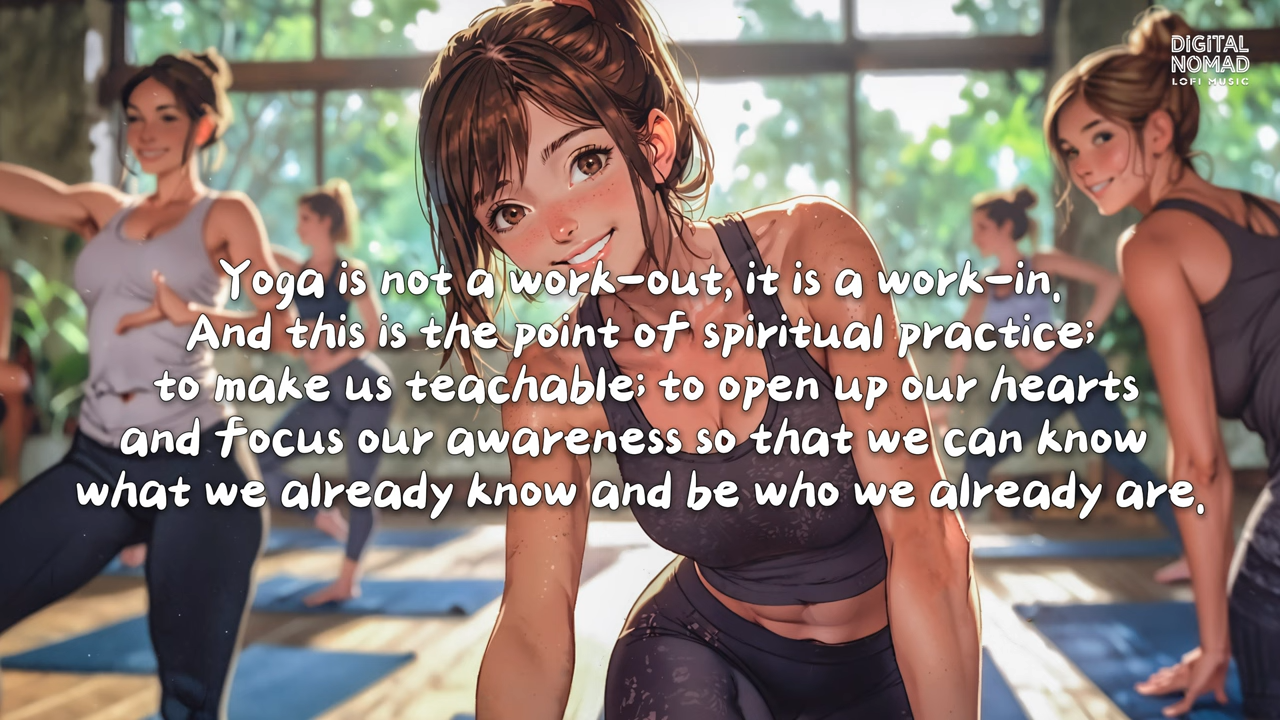 DIGITAL
NOMAD
LOFI MUSIC
Yoga is not a work-out, it is a work-in.
And this is the point of spiritual practice;
to make us teachable; to open up our hearts
and focus our awareness so that we can know
what we already know and be who we already are.